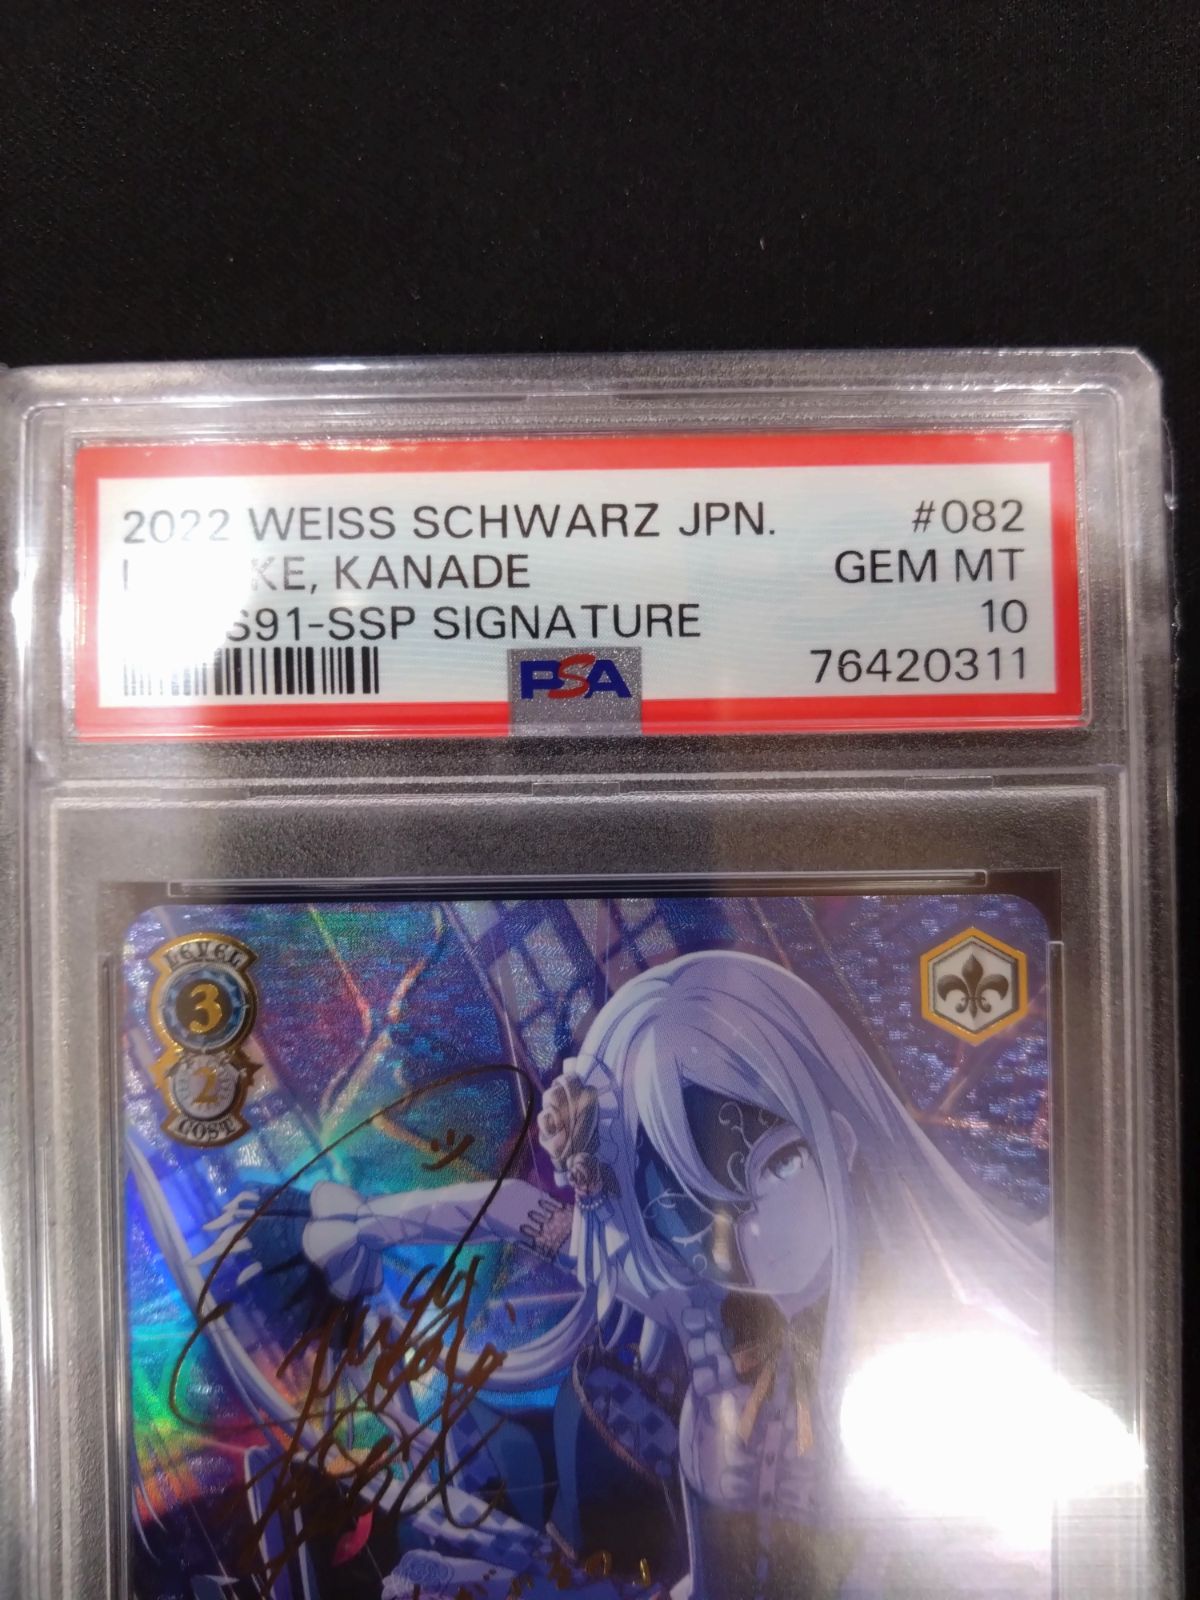 2022 WEISS SCHWARZ JPN. #082
KE, KANADE GEM MT
S91-SSP SIGNATURE 10
PSA 76420311
LEVEL
3
2
COST